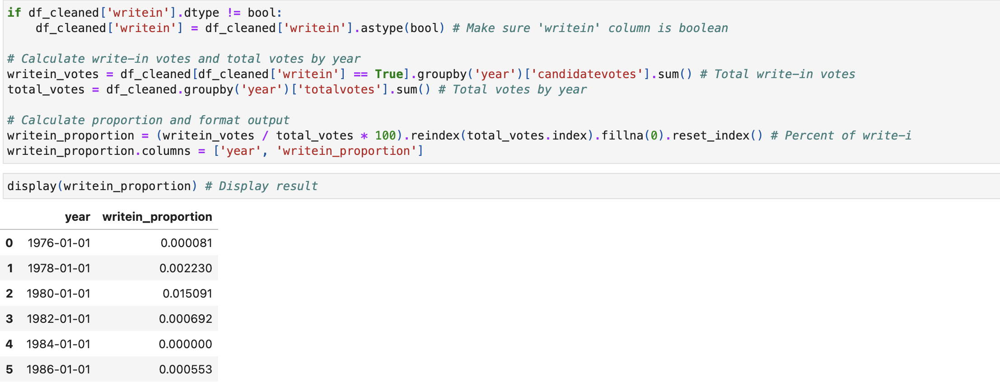 if df_cleaned['writein'].dtype != bool:
    df_cleaned['writein'] = df_cleaned['writein'].astype(bool) # Make sure 'writein' column is boolean
# Calculate write-in votes and total votes by year
writein_votes = df_cleaned[df_cleaned['writein'] == True].groupby('year')['candidatevotes'].sum() # Total write-in votes
total_votes = df_cleaned.groupby('year')['totalvotes'].sum() # Total votes by year
# Calculate proportion and format output
writein_proportion = (writein_votes / total_votes * 100).reindex(total_votes.index).fillna(0).reset_index() # Percent of write-i
writein_proportion.columns = ['year', 'writein_proportion']
display(writein_proportion) # Display result
year writein_proportion
0 1976-01-01 0.000081
1 1978-01-01 0.002230
2 1980-01-01 0.015091
3 1982-01-01 0.000692
4 1984-01-01 0.000000
5 1986-01-01 0.000553